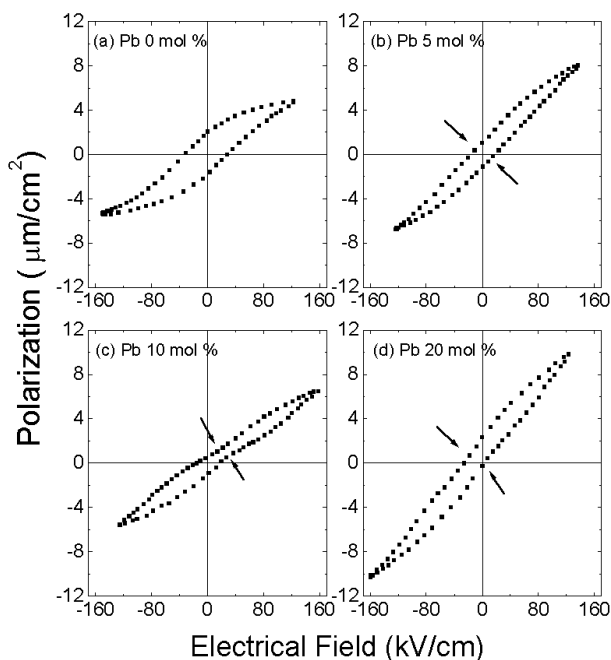 12
8
4
0
-4
-8
-12
(a) Pb 0 mol %
-160 -80 0 80 160
12
8
4
0
-4
-8
-12
(b) Pb 5 mol %
-160 -80 0 80 160
12
8
4
0
-4
-8
-12
(c) Pb 10 mol %
-160 -80 0 80 160
12
8
4
0
-4
-8
-12
(d) Pb 20 mol %
-160 -80 0 80 160
Polarization ( μm/cm²)
Electrical Field (kV/cm)